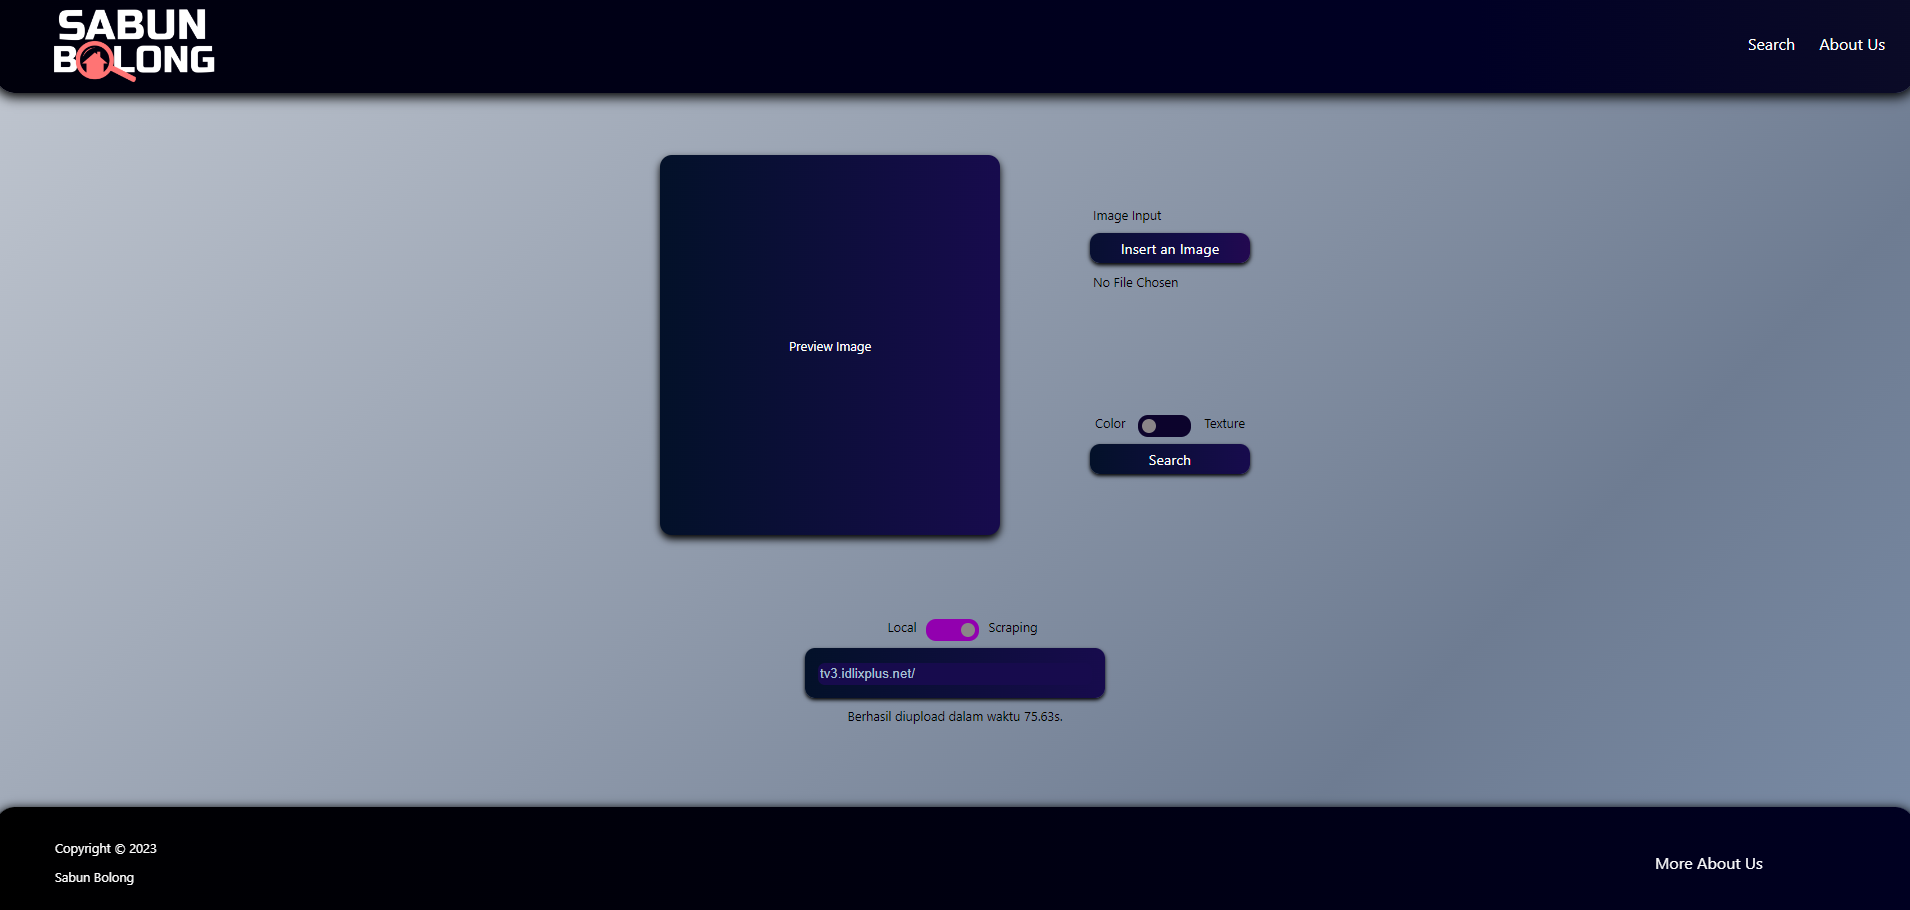 SABUN
BOLONG
Search
About Us
Preview Image
Image Input
Insert an Image
No File Chosen
Color
Texture
Search
Local
Scraping
tv3.idlixplus.net/
Berhasil diupload dalam waktu 75.63s.
Copyright © 2023
Sabun Bolong
More About Us